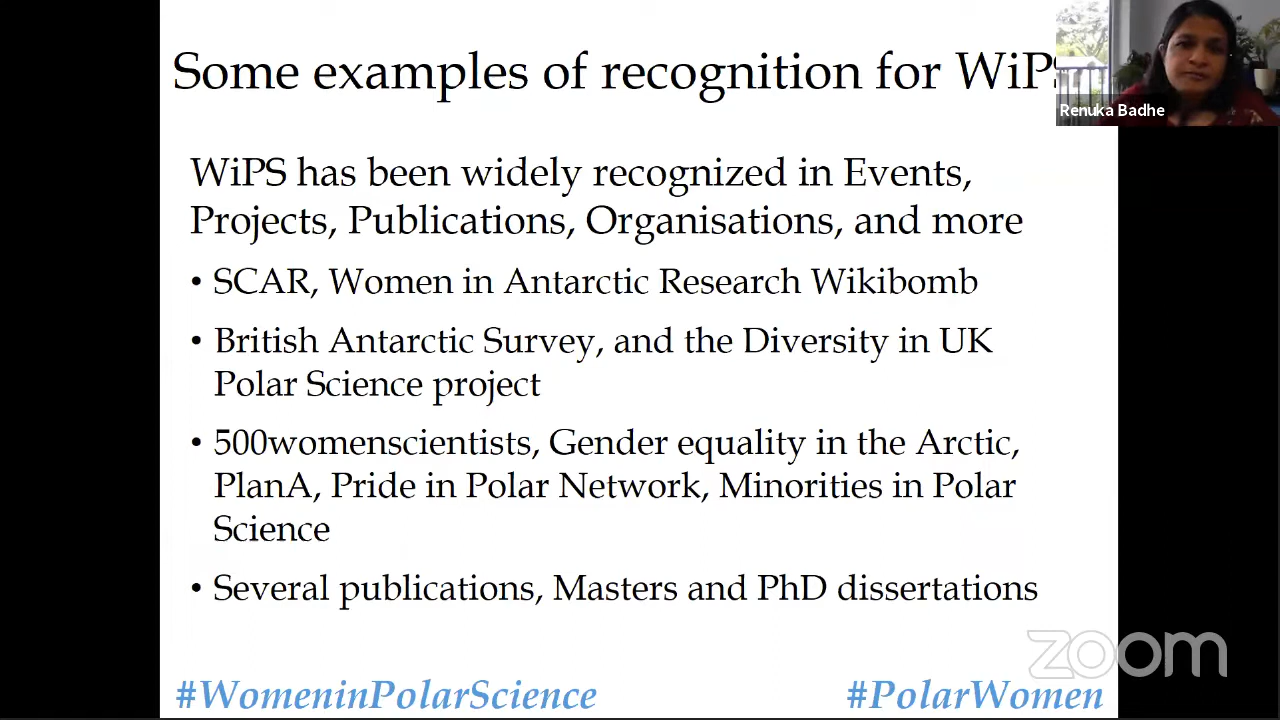 Some examples of recognition for WiPS
Renuka Badhe
WiPS has been widely recognized in Events,
Projects, Publications, Organisations, and more
• SCAR, Women in Antarctic Research Wikibomb
• British Antarctic Survey, and the Diversity in UK
Polar Science project
• 500womenscientists, Gender equality in the Arctic,
PlanA, Pride in Polar Network, Minorities in Polar
Science
• Several publications, Masters and PhD dissertations
zoom
#WomeninPolarScience #PolarWomen